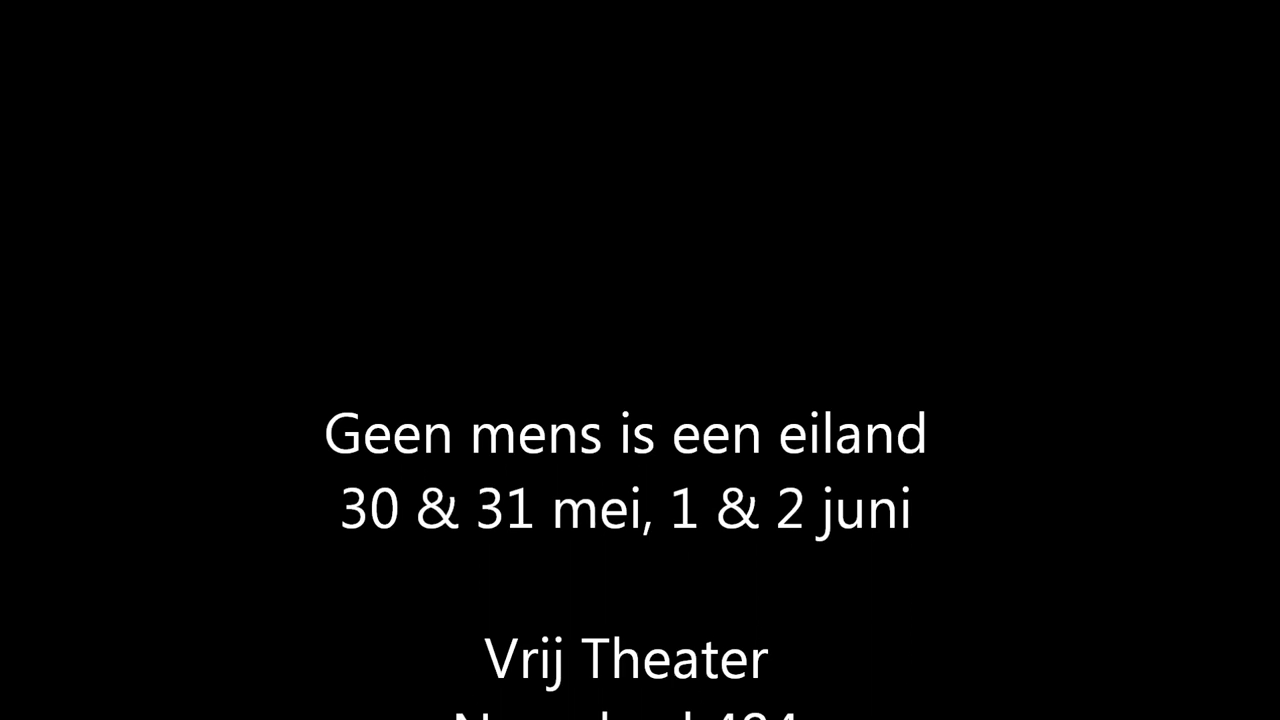 Geen mens is een eiland
30 & 31 mei, 1 & 2 juni
Vrij Theater